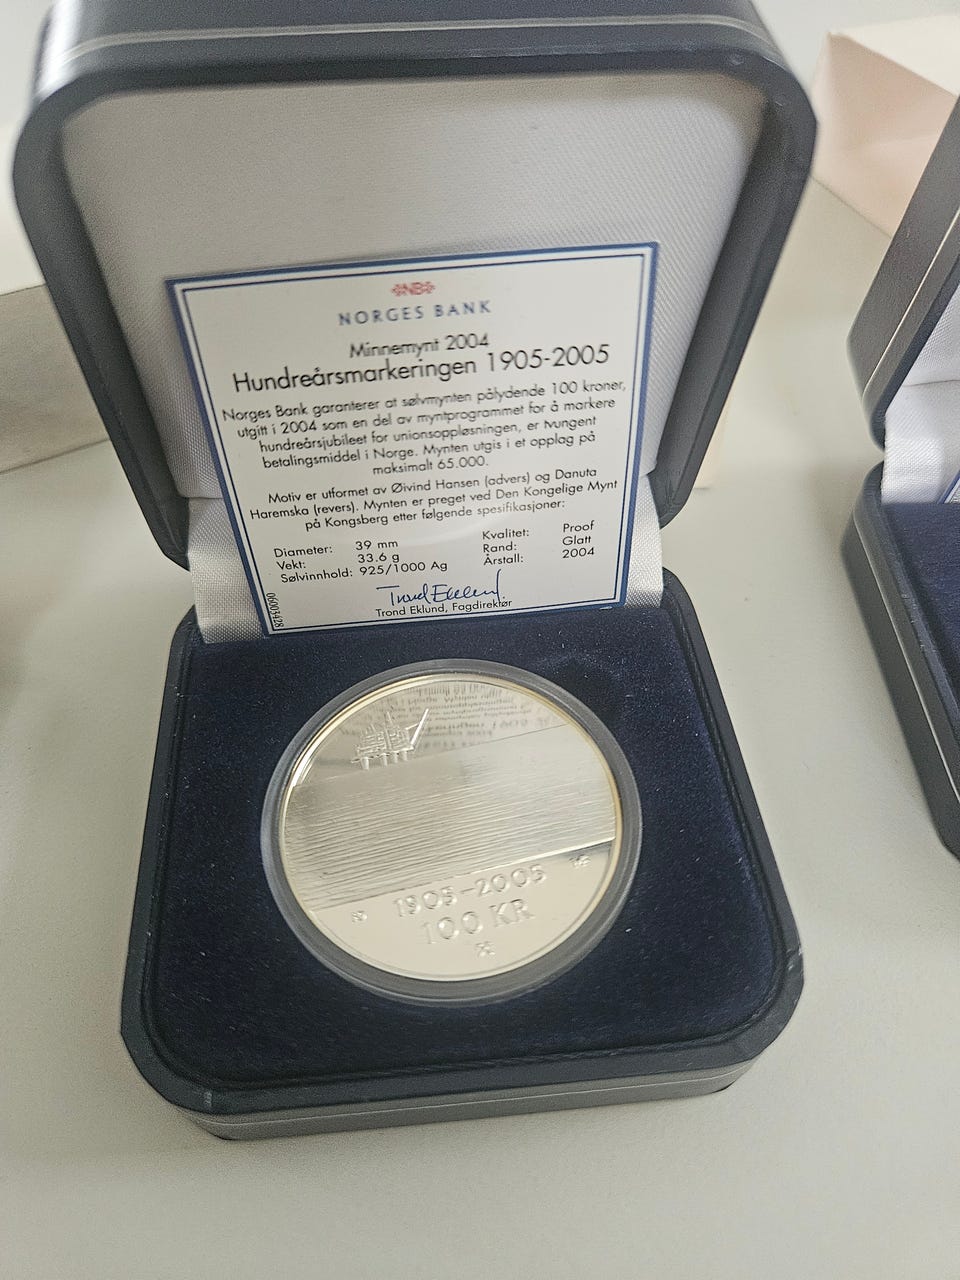 NB
NORGES BANK
Minnemynt 2004
Hundreårsmarkeringen 1905-2005
Norges Bank garanterer at sølvmynten pålydende 100 kroner,
utgitt i 2004 som en del av myntprogrammet for å markere
hundreårsjubileet for unionsoppløsningen, er tvungent
betalingsmiddel i Norge. Mynten utgis i et opplag på
maksimalt 65.000.
Motiv er utformet av Øivind Hansen (advers) og Danuta
Haremska (revers). Mynten er preget ved Den Kongelige Mynt
på Kongsberg etter følgende spesifikasjoner:
Diameter: 39 mm Kvalitet: Proof
Vekt: 33.6 g Rand: Glatt
Sølvinnhold: 925/1000 Ag Årstall: 2004
Trond Eklund
Trond Eklund, Fagdirektør
06003428
1905-2005
100 KR